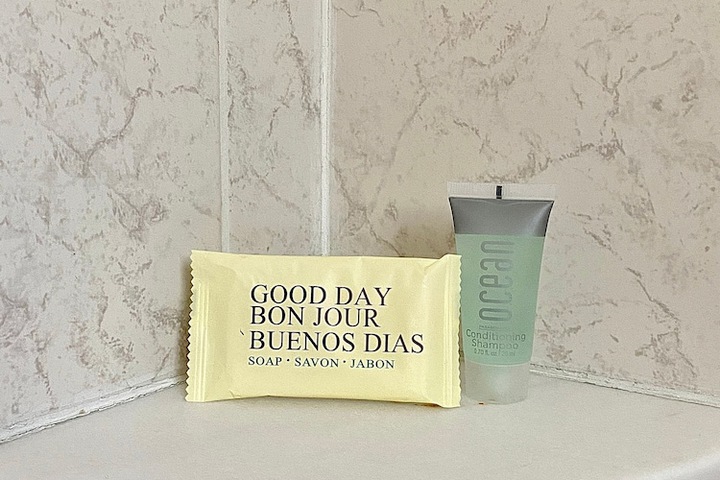 GOOD DAY
BON JOUR
BUENOS DIAS
SOAP · SAVON · JABON
ocean
Conditioning
Shampoo